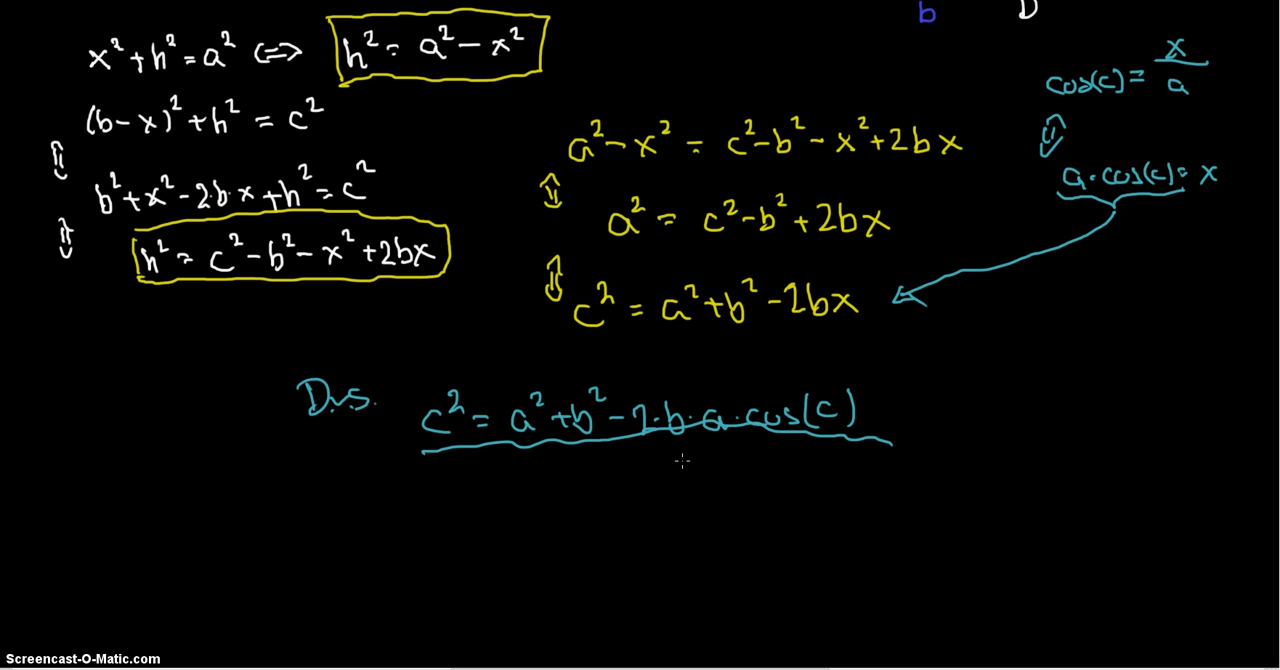 b D
x² + h² = a² ⇔ h² = a² - x²
(b - x)² + h² = c²
⇕
b² + x² - 2·b·x + h² = c²
⇕
h² = c² - b² - x² + 2bx
a² - x² = c² - b² - x² + 2bx
⇕
a² = c² - b² + 2bx
⇕
c² = a² + b² - 2bx
cos(c) = x/a
⇕
a·cos(c) = x
D.v.s. c² = a² + b² - 2·b·a·cos(c)
Screencast-O-Matic.com